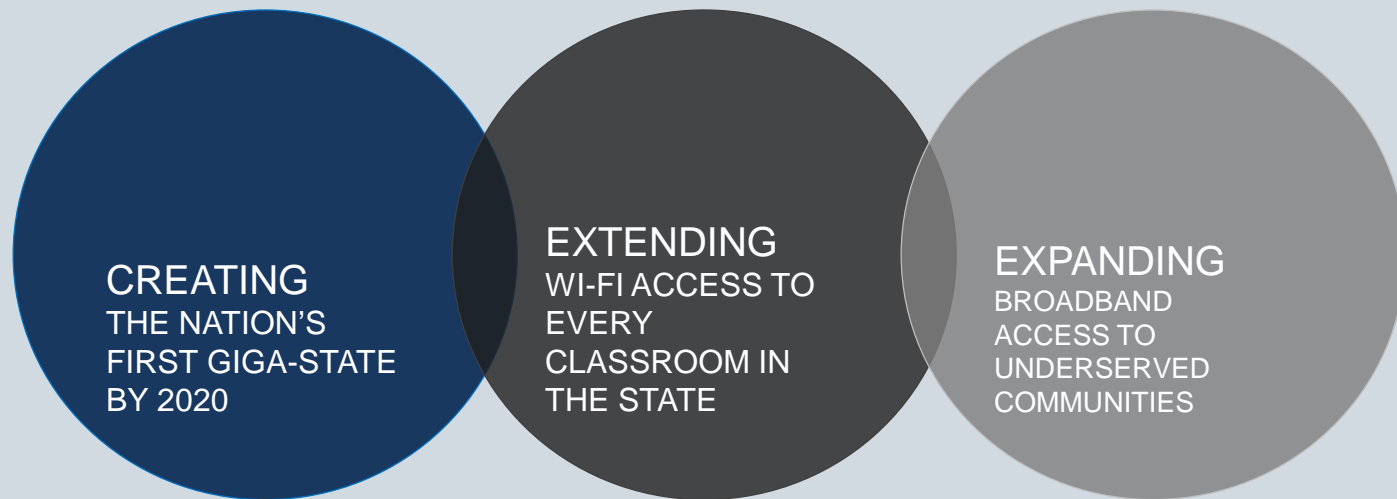 CREATING
THE NATION’S
FIRST GIGA-STATE
BY 2020
EXTENDING
WI-FI ACCESS TO
EVERY
CLASSROOM IN
THE STATE
EXPANDING
BROADBAND
ACCESS TO
UNDERSERVED
COMMUNITIES